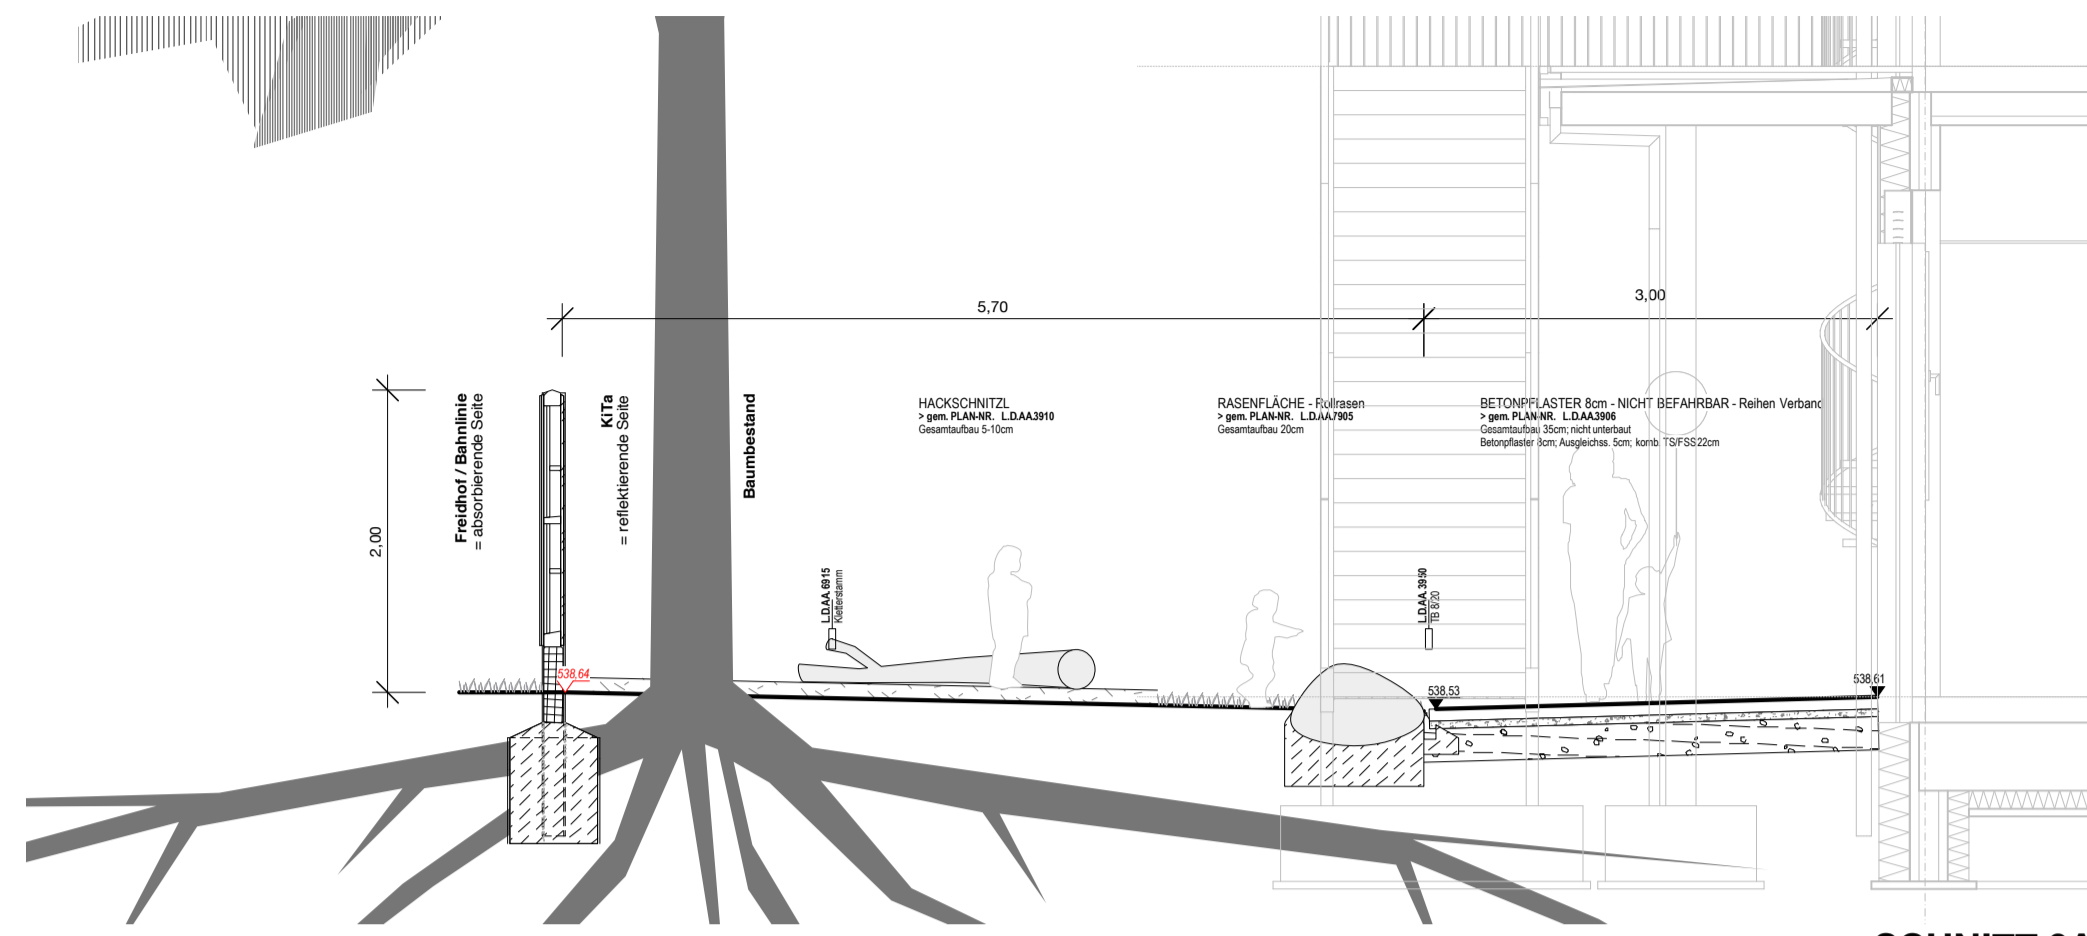 5,70
3,00
2,00
Freidhof / Bahnlinie
= absorbierende Seite
KiTa
= reflektierende Seite
Baumbestand
HACKSCHNITZL
> gem. PLAN-NR. L.D.AA.3910
Gesamtaufbau 5-10cm
RASENFLÄCHE - Rollrasen
> gem. PLAN-NR. L.D.AA.7905
Gesamtaufbau 20cm
BETONPFLASTER 8cm - NICHT BEFAHRBAR - Reihen Verband
> gem. PLAN-NR. L.D.AA.3906
Gesamtaufbau 35cm; nicht unterbaut
Betonpflaster 8cm; Ausgleichss. 5cm; komb. TS/FSS22cm
L.D.AA. 6915
Kletterstamm
L.D.AA. 3950
TB 8/20
538,64
538,53
538,61